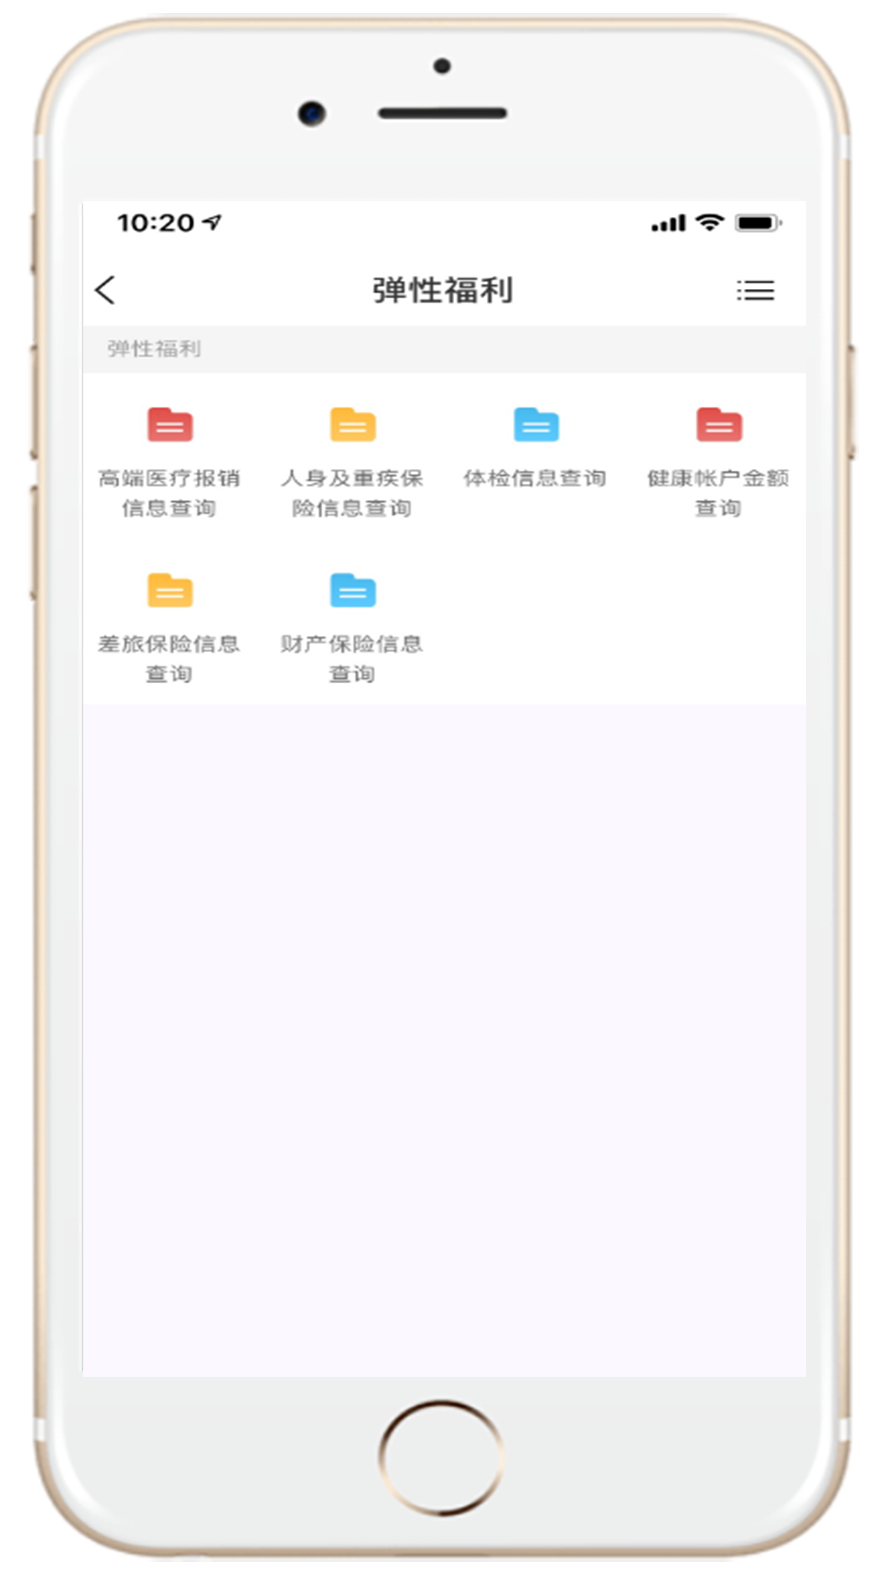 10:20
弹性福利
弹性福利
高端医疗报销
信息查询
人身及重疾保
险信息查询
体检信息查询
健康帐户金额
查询
差旅保险信息
查询
财产保险信息
查询